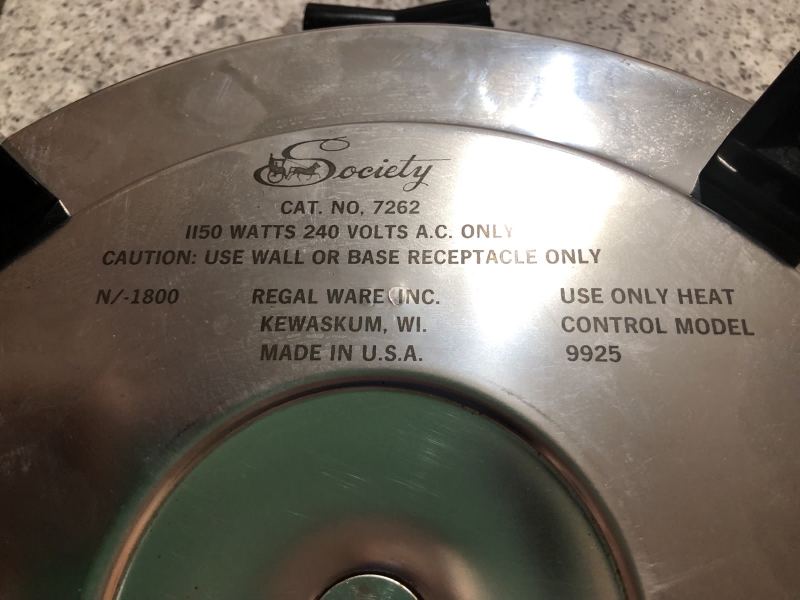 Society
CAT. NO. 7262
1150 WATTS 240 VOLTS A.C. ONLY
CAUTION: USE WALL OR BASE RECEPTACLE ONLY
N/-1800
REGAL WARE INC.
KEWASKUM, WI.
MADE IN U.S.A.
USE ONLY HEAT
CONTROL MODEL
9925